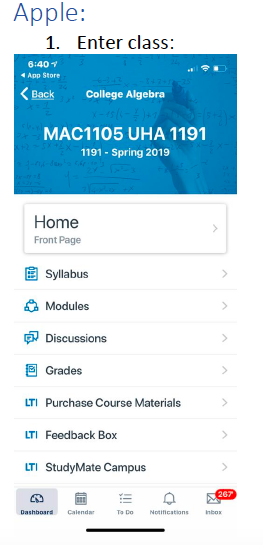 Apple:
1. Enter class:
6:40
◀ App Store
Back
College Algebra
MAC1105 UHA 1191
1191 - Spring 2019
Home
Front Page
Syllabus
Modules
Discussions
Grades
LTI Purchase Course Materials
LTI Feedback Box
LTI StudyMate Campus
267
Dashboard Calendar To Do Notifications Inbox